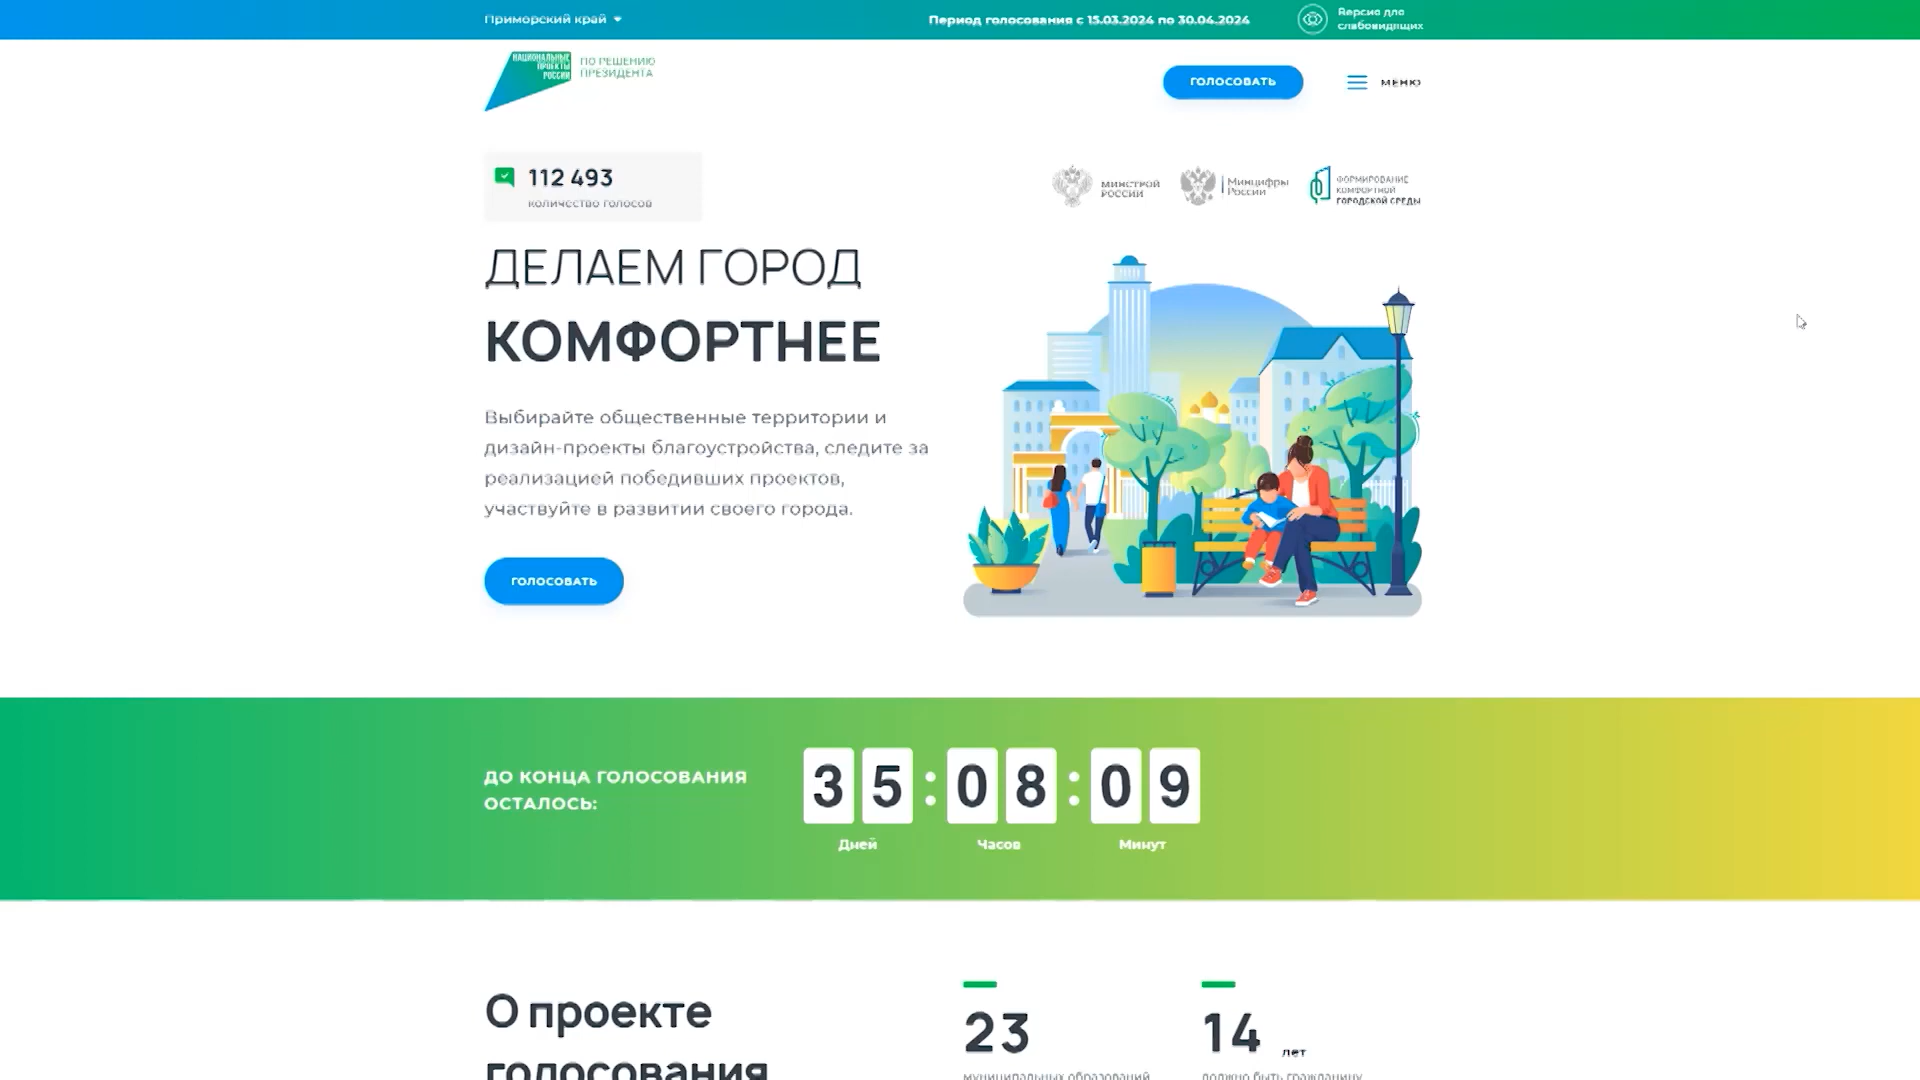 Приморский край
Период голосования с 15.03.2024 по 30.04.2024
Версия для
слабовидящих
НАЦИОНАЛЬНЫЕ
ПРОЕКТЫ
РОССИИ
ПО РЕШЕНИЮ
ПРЕЗИДЕНТА
ГОЛОСОВАТЬ
МЕНЮ
112 493
количество голосов
МИНСТРОЙ
РОССИИ
Минцифры
России
ФОРМИРОВАНИЕ
КОМФОРТНОЙ
ГОРОДСКОЙ СРЕДЫ
ДЕЛАЕМ ГОРОД
КОМФОРТНЕЕ
Выбирайте общественные территории и
дизайн-проекты благоустройства, следите за
реализацией победивших проектов,
участвуйте в развитии своего города.
ГОЛОСОВАТЬ
ДО КОНЦА ГОЛОСОВАНИЯ
ОСТАЛОСЬ:
35:08:09
Дней Часов Минут
О проекте
голосования
23
муниципальных образований
14 лет
должно быть гражданину